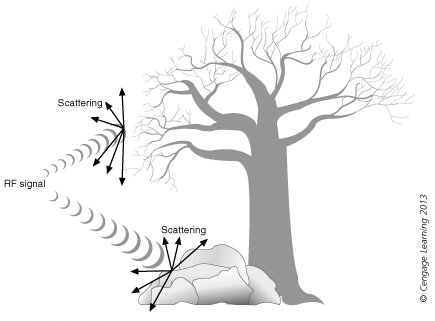 Scattering
RF signal
Scattering
© Cengage Learning 2013